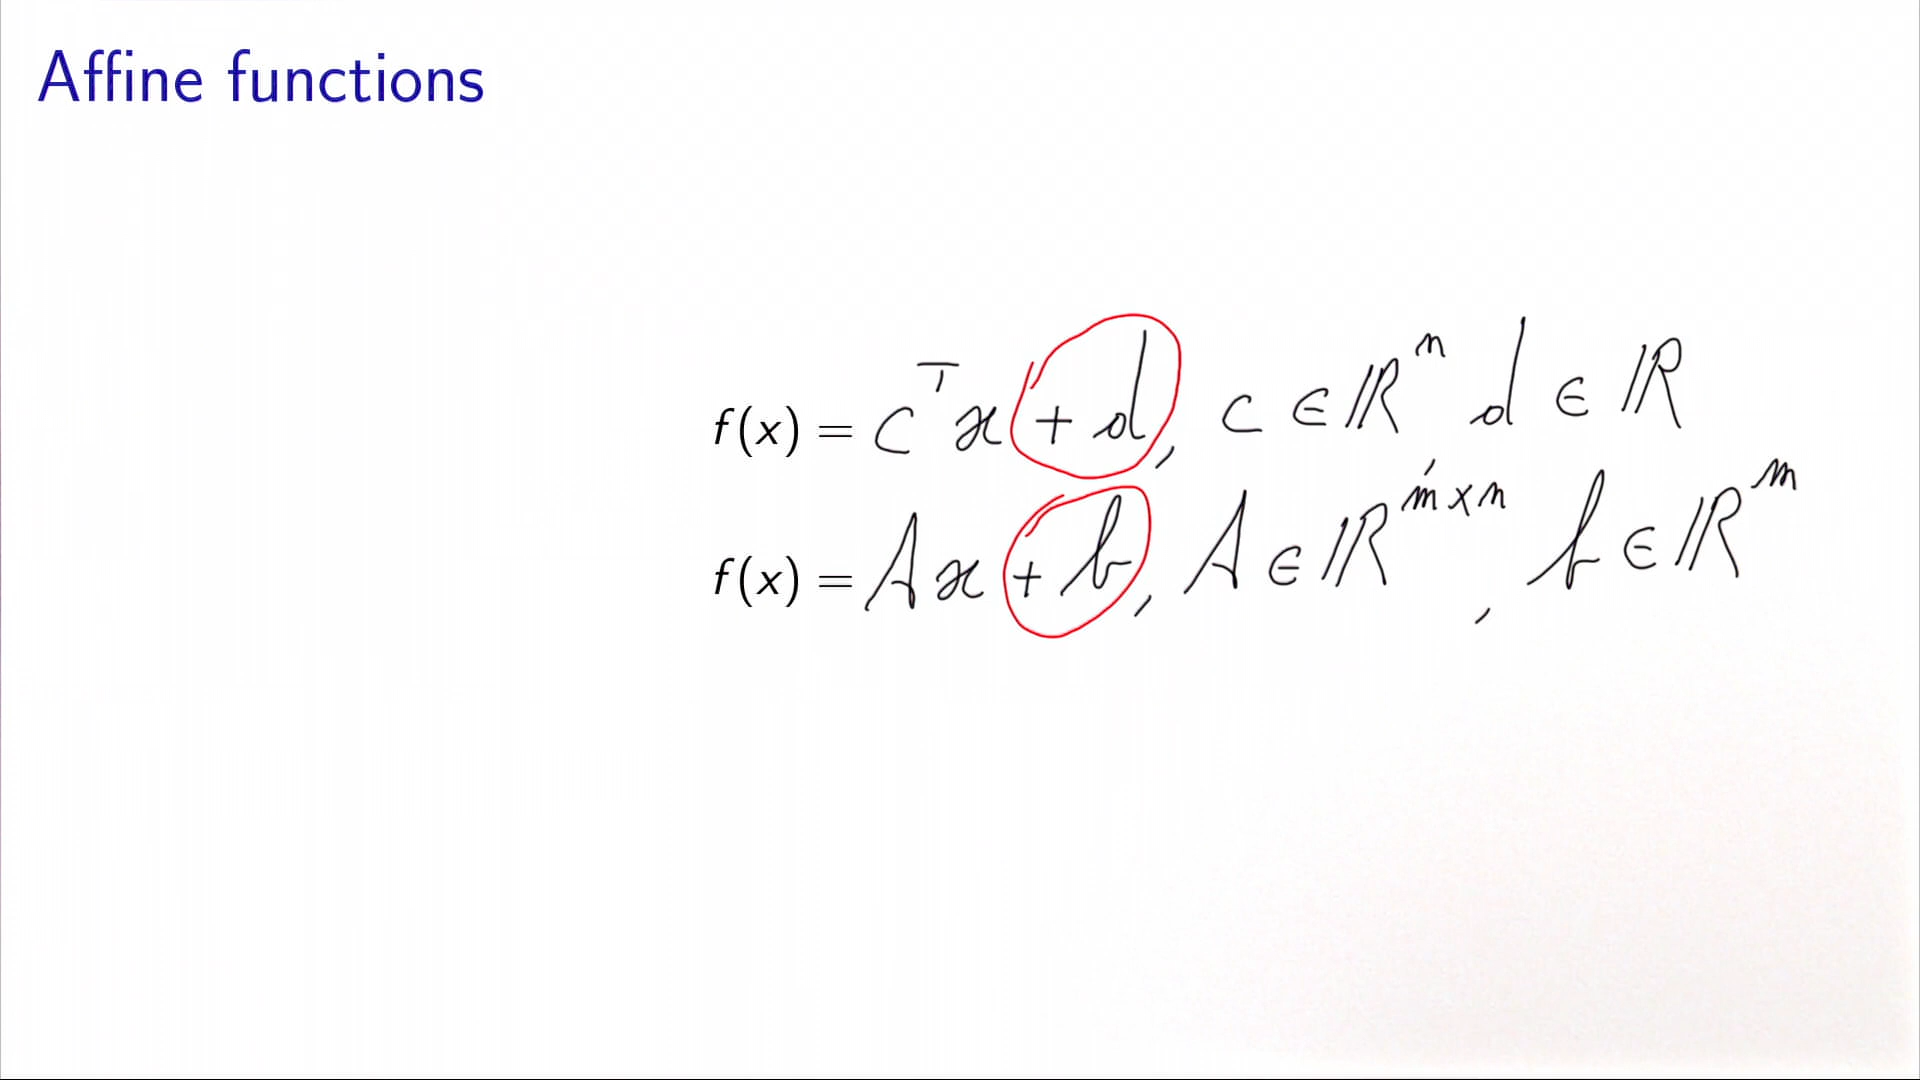 Affine functions
f(x) = cᵀx + d, c ∈ ℝⁿ d ∈ ℝ
f(x) = Ax + b, A ∈ ℝᵐˣⁿ, b ∈ ℝᵐ